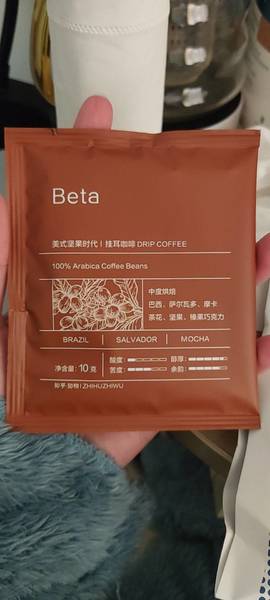 Beta
美式坚果时代 | 挂耳咖啡 DRIP COFFEE
100% Arabica Coffee Beans
中度烘焙
巴西、萨尔瓦多、摩卡
茶花、坚果、榛果巧克力
BRAZIL | SALVADOR | MOCHA
净含量: 10 克
酸度: 醇厚:
苦度: 余韵:
知乎·知物 | ZHIHUZHIWU